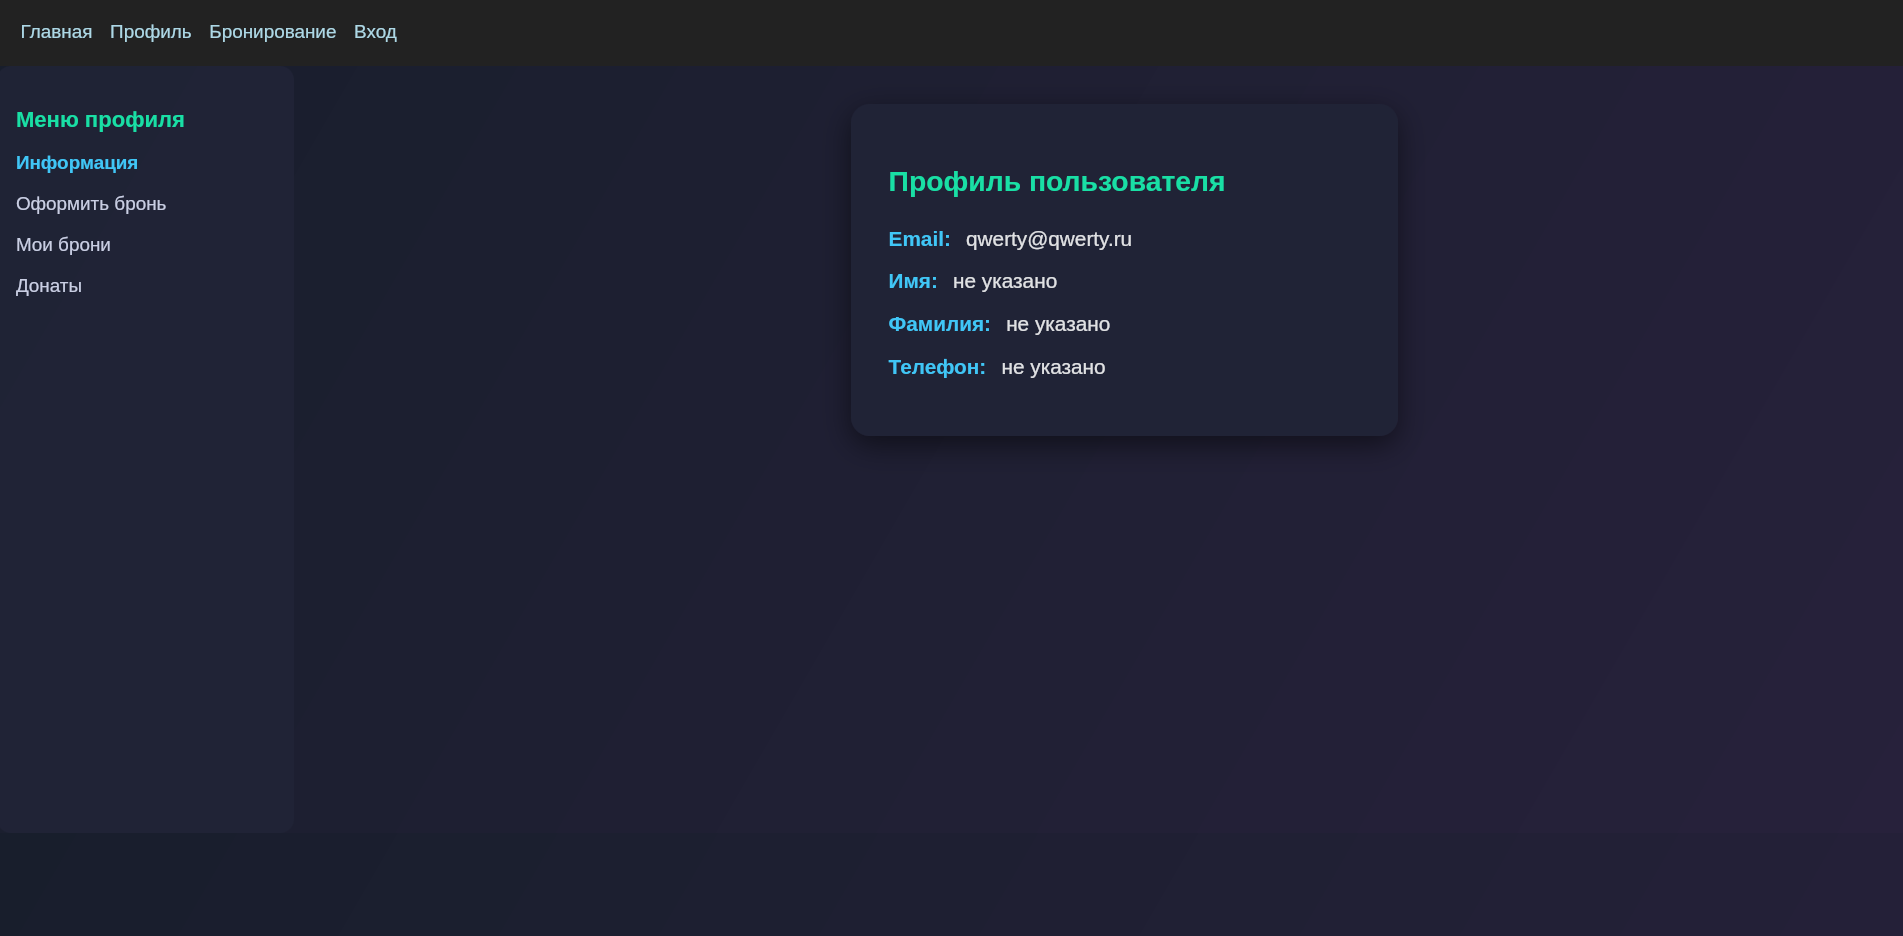 Главная Профиль Бронирование Вход
Меню профиля
Информация
Оформить бронь
Мои брони
Донаты
Профиль пользователя
Email: qwerty@qwerty.ru
Имя: не указано
Фамилия: не указано
Телефон: не указано